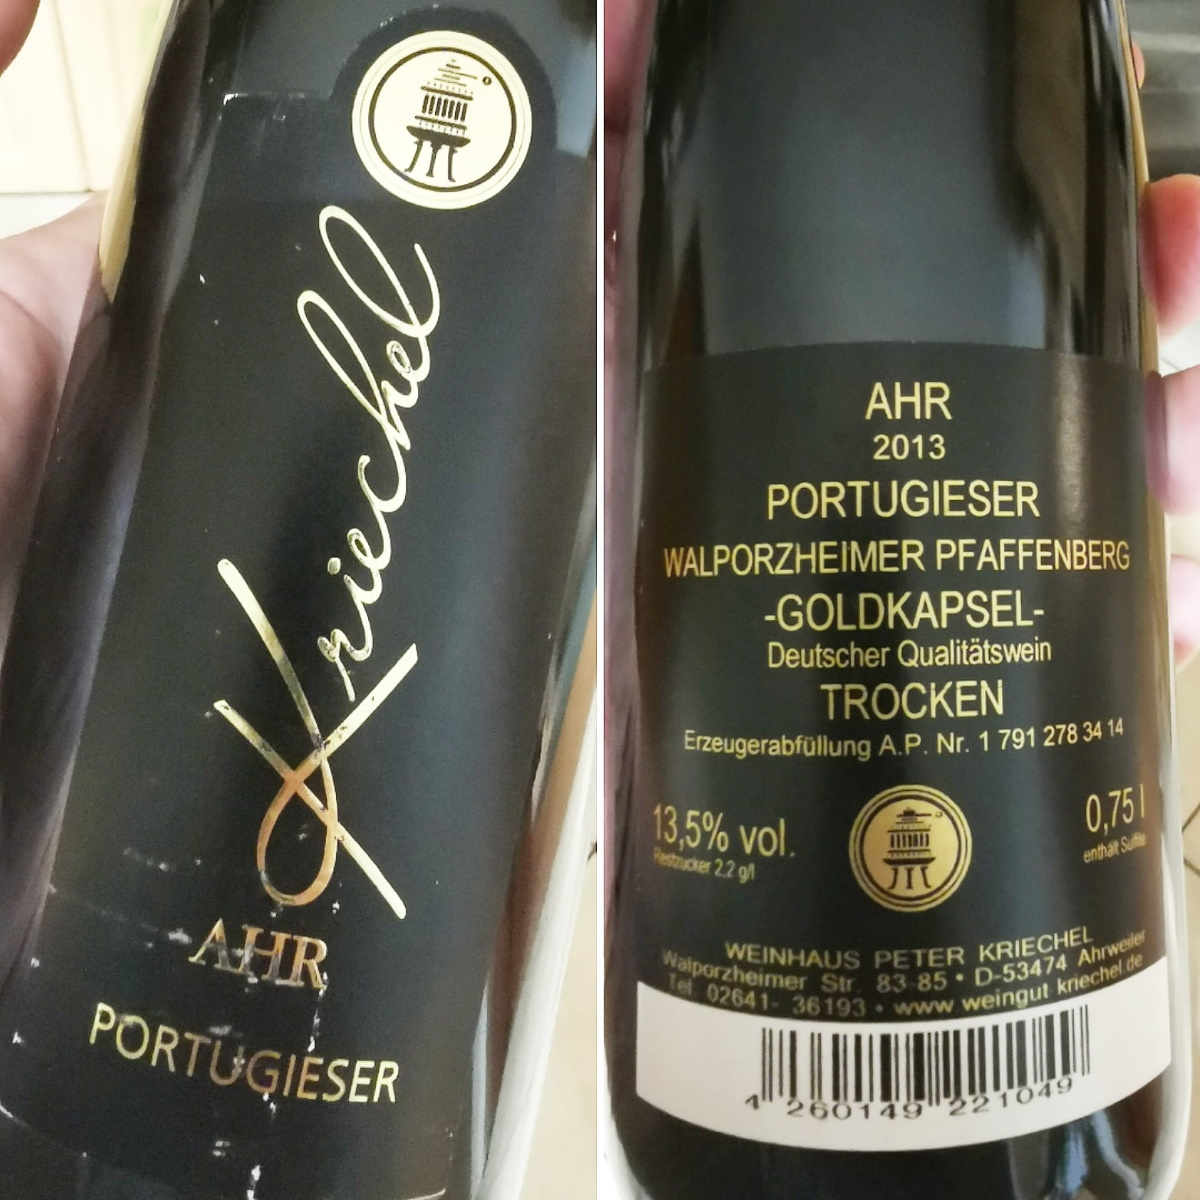 Kriechel
AHR
PORTUGIESER
AHR
2013
PORTUGIESER
WALPORZHEIMER PFAFFENBERG
-GOLDKAPSEL-
Deutscher Qualitätswein
TROCKEN
Erzeugerabfüllung A.P. Nr. 1 791 278 34 14
13,5% vol.
Restzucker 2,2 g/l
0,75 l
enthält Sulfite
WEINHAUS PETER KRIECHEL
Walporzheimer Str. 83-85 • D-53474 Ahrweiler
Tel. 02641- 36193 • www.weingut kriechel.de
4 260149 221049